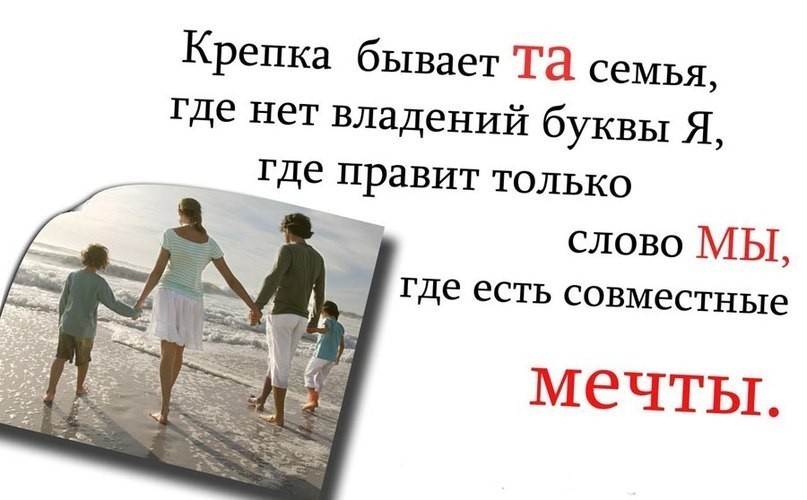 Крепка бывает та семья,
где нет владений буквы Я,
где правит только
слово МЫ,
где есть совместные
мечты.